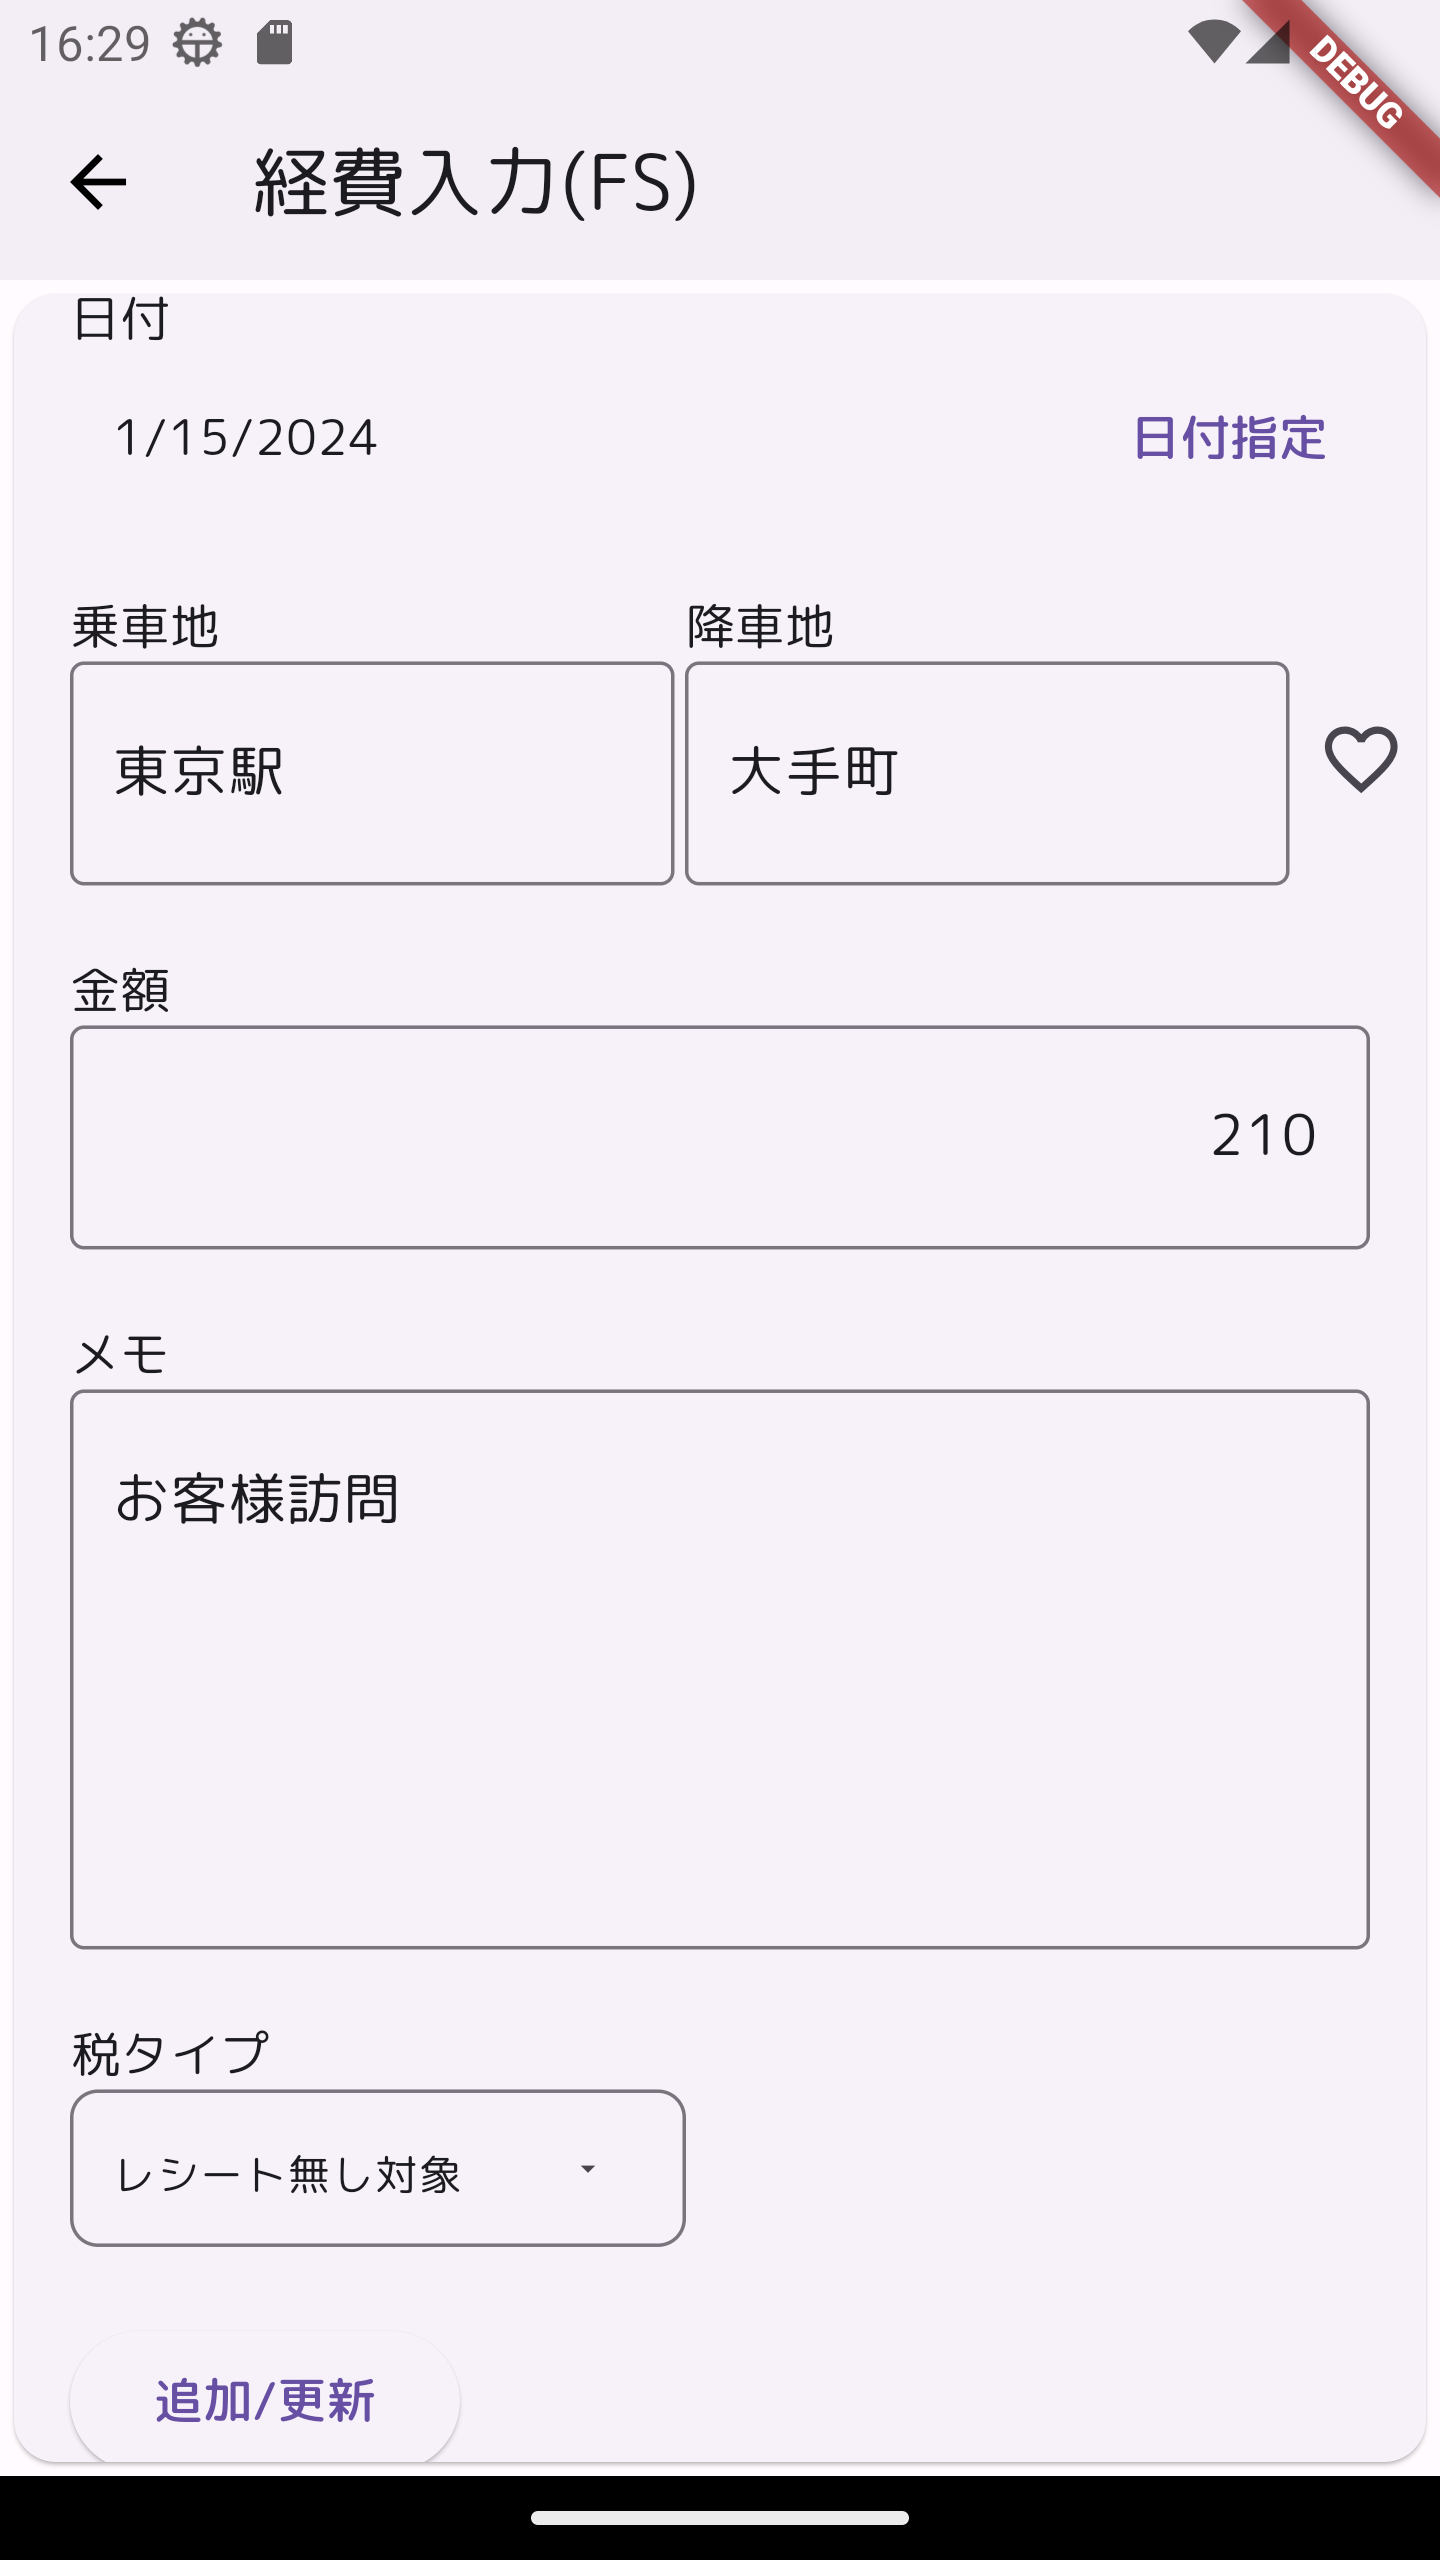 16:29
DEBUG
経費入力(FS)
日付
1/15/2024 日付指定
乗車地 降車地
東京駅 大手町
金額
210
メモ
お客様訪問
税タイプ
レシート無し対象
追加/更新